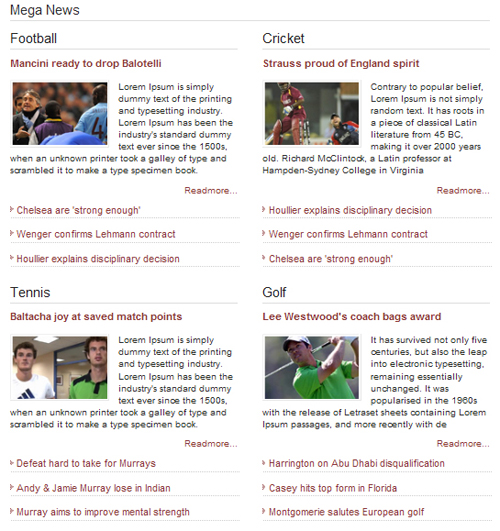 Mega News
Football
Mancini ready to drop Balotelli
Lorem Ipsum is simply
dummy text of the printing
and typesetting industry.
Lorem Ipsum has been the
industry's standard dummy
text ever since the 1500s,
when an unknown printer took a galley of type and
scrambled it to make a type specimen book.
Readmore...
Chelsea are 'strong enough'
Wenger confirms Lehmann contract
Houllier explains disciplinary decision
Cricket
Strauss proud of England spirit
Contrary to popular belief,
Lorem Ipsum is not simply
random text. It has roots in
a piece of classical Latin
literature from 45 BC,
making it over 2000 years
old. Richard McClintock, a Latin professor at
Hampden-Sydney College in Virginia
Readmore...
Houllier explains disciplinary decision
Wenger confirms Lehmann contract
Chelsea are 'strong enough'
Tennis
Baltacha joy at saved match points
Lorem Ipsum is simply
dummy text of the printing
and typesetting industry.
Lorem Ipsum has been the
industry's standard dummy
text ever since the 1500s,
when an unknown printer took a galley of type and
scrambled it to make a type specimen book.
Readmore...
Defeat hard to take for Murrays
Andy & Jamie Murray lose in Indian
Murray aims to improve mental strength
Golf
Lee Westwood's coach bags award
It has survived not only five
centuries, but also the leap
into electronic typesetting,
remaining essentially
unchanged. It was
popularised in the 1960s
with the release of Letraset sheets containing Lorem
Ipsum passages, and more recently with de
Readmore...
Harrington on Abu Dhabi disqualification
Casey hits top form in Florida
Montgomerie salutes European golf